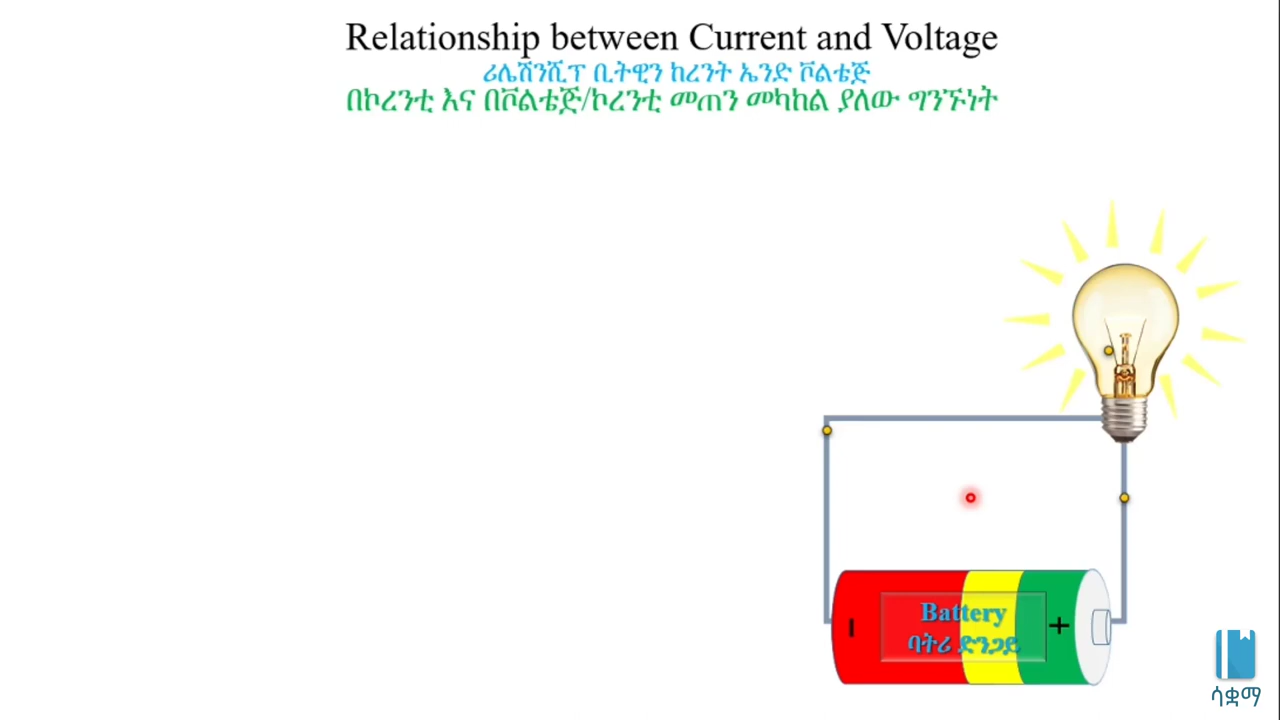 Relationship between Current and Voltage
ሪሌሽንሺፕ ቢትዊን ከረንት ኤንድ ቮልቴጅ
በኮረንቲ እና በቮልቴጅ/ኮረንቲ መጠን መካከል ያለው ግንኙነት
Battery
ባትሪ ድንጋይ
ሳቋማ